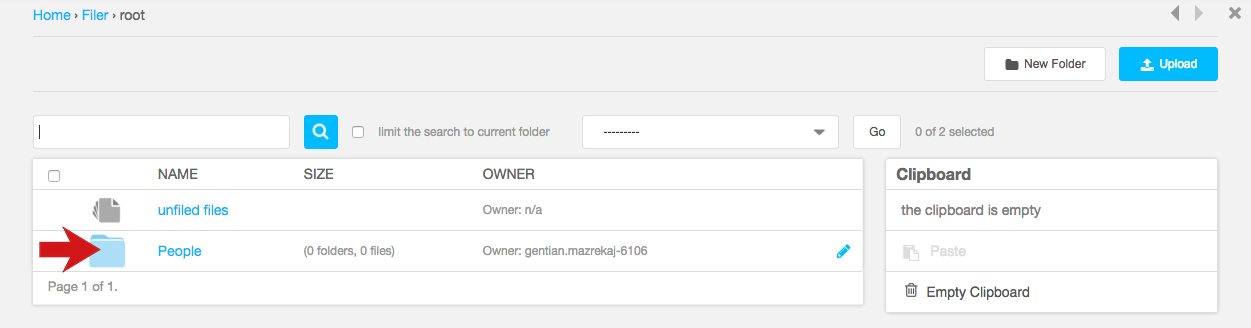 Home › Filer › root
New Folder
Upload
limit the search to current folder
---------
Go
0 of 2 selected
NAME SIZE OWNER
unfiled files Owner: n/a
People (0 folders, 0 files) Owner: gentian.mazrekaj-6106
Page 1 of 1.
Clipboard
the clipboard is empty
Paste
Empty Clipboard